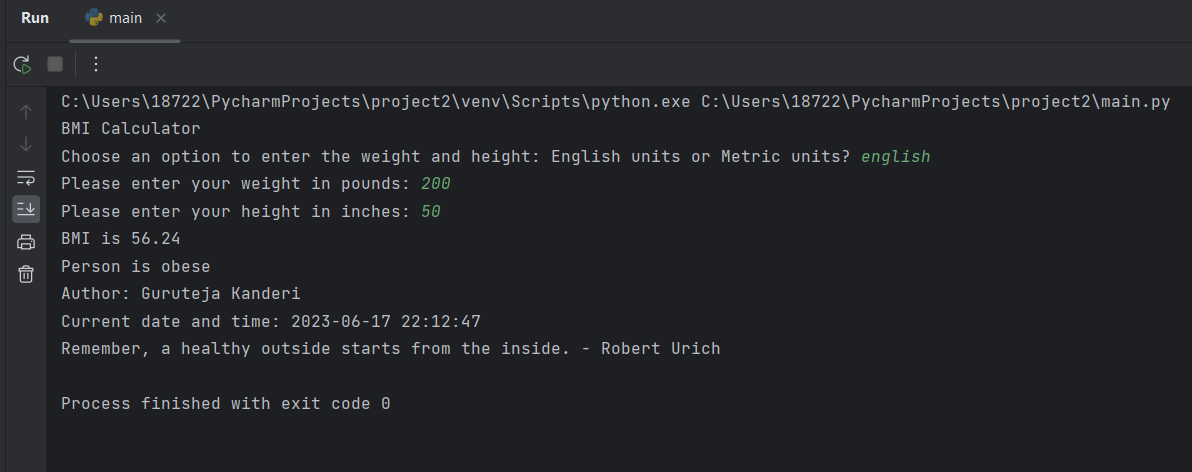 Run main
C:\Users\18722\PycharmProjects\project2\venv\Scripts\python.exe C:\Users\18722\PycharmProjects\project2\main.py
BMI Calculator
Choose an option to enter the weight and height: English units or Metric units? english
Please enter your weight in pounds: 200
Please enter your height in inches: 50
BMI is 56.24
Person is obese
Author: Guruteja Kanderi
Current date and time: 2023-06-17 22:12:47
Remember, a healthy outside starts from the inside. - Robert Urich
Process finished with exit code 0